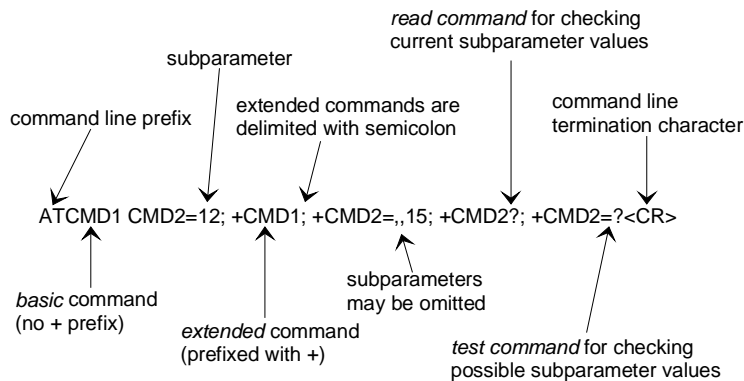 read command for checking
current subparameter values
subparameter
extended commands are
delimited with semicolon
command line
termination character
command line prefix
ATCMD1 CMD2=12; +CMD1; +CMD2=,,15; +CMD2?; +CMD2=?<CR>
basic command
(no + prefix)
extended command
(prefixed with +)
subparameters
may be omitted
test command for checking
possible subparameter values